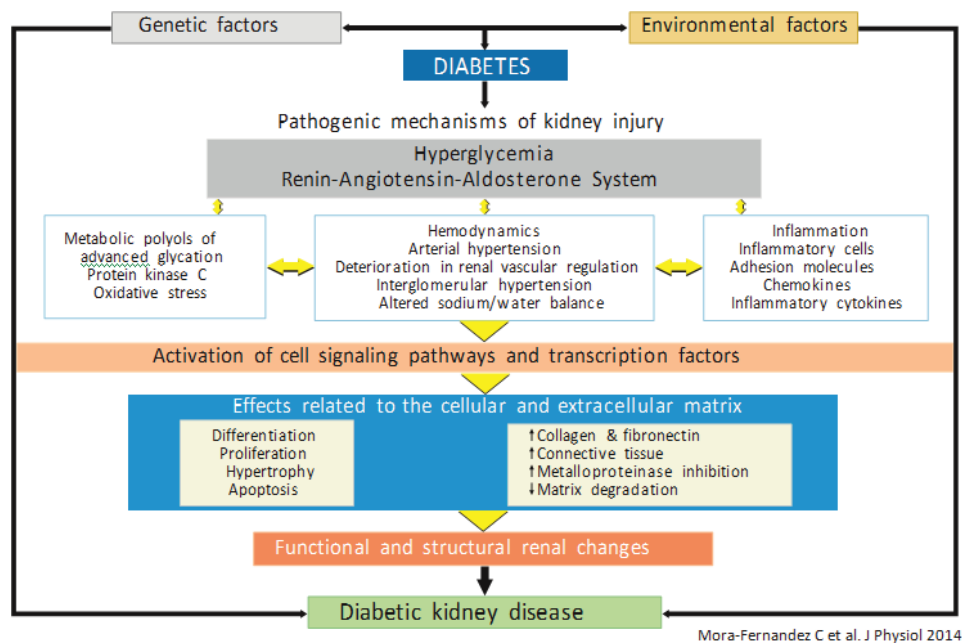 Genetic factors
Environmental factors
DIABETES
Pathogenic mechanisms of kidney injury
Hyperglycemia
Renin-Angiotensin-Aldosterone System
Metabolic polyols of
advanced glycation
Protein kinase C
Oxidative stress
Hemodynamics
Arterial hypertension
Deterioration in renal vascular regulation
Interglomerular hypertension
Altered sodium/water balance
Inflammation
Inflammatory cells
Adhesion molecules
Chemokines
Inflammatory cytokines
Activation of cell signaling pathways and transcription factors
Effects related to the cellular and extracellular matrix
Differentiation
Proliferation
Hypertrophy
Apoptosis
↑Collagen & fibronectin
↑Connective tissue
↑Metalloproteinase inhibition
↓Matrix degradation
Functional and structural renal changes
Diabetic kidney disease
Mora-Fernandez C et al. J Physiol 2014